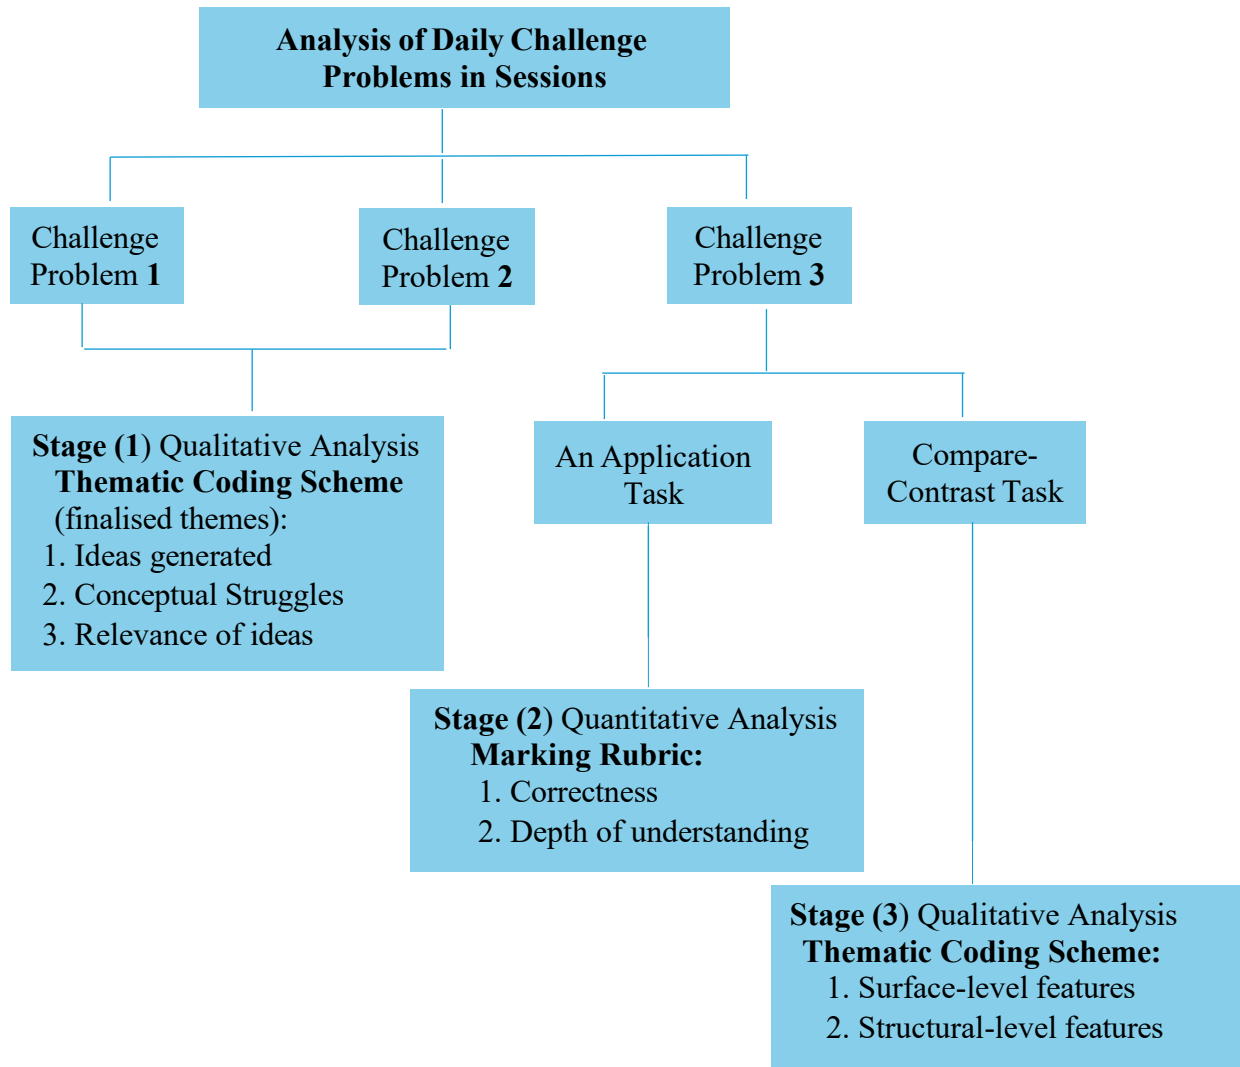 Analysis of Daily Challenge
Problems in Sessions
Challenge
Problem 1
Challenge
Problem 2
Challenge
Problem 3
Stage (1) Qualitative Analysis
Thematic Coding Scheme
(finalised themes):
1. Ideas generated
2. Conceptual Struggles
3. Relevance of ideas
An Application
Task
Compare-
Contrast Task
Stage (2) Quantitative Analysis
Marking Rubric:
1. Correctness
2. Depth of understanding
Stage (3) Qualitative Analysis
Thematic Coding Scheme:
1. Surface-level features
2. Structural-level features